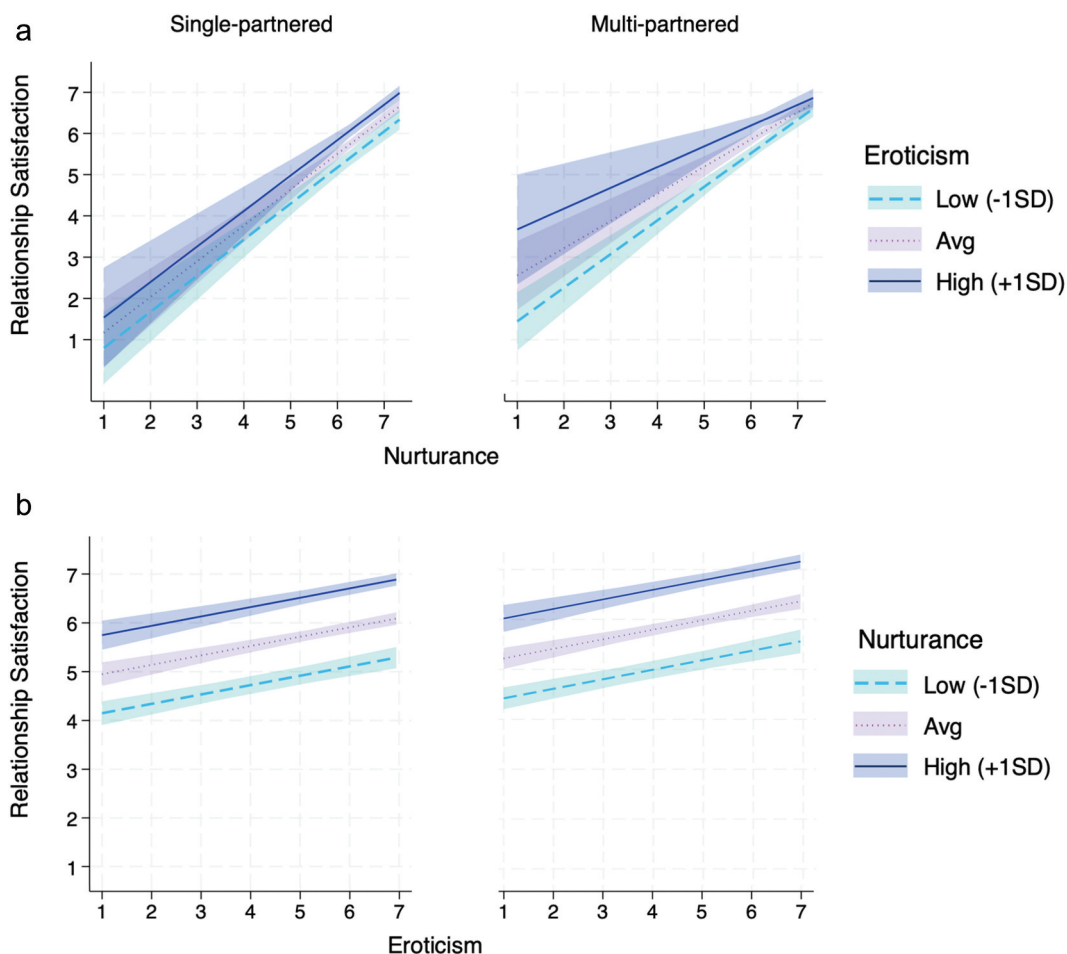 a
Single-partnered
Multi-partnered
Relationship Satisfaction
7
6
5
4
3
2
1
1 2 3 4 5 6 7
1 2 3 4 5 6 7
Nurturance
Eroticism
Low (-1SD)
Avg
High (+1SD)
b
Relationship Satisfaction
7
6
5
4
3
2
1
1 2 3 4 5 6 7
1 2 3 4 5 6 7
Eroticism
Nurturance
Low (-1SD)
Avg
High (+1SD)